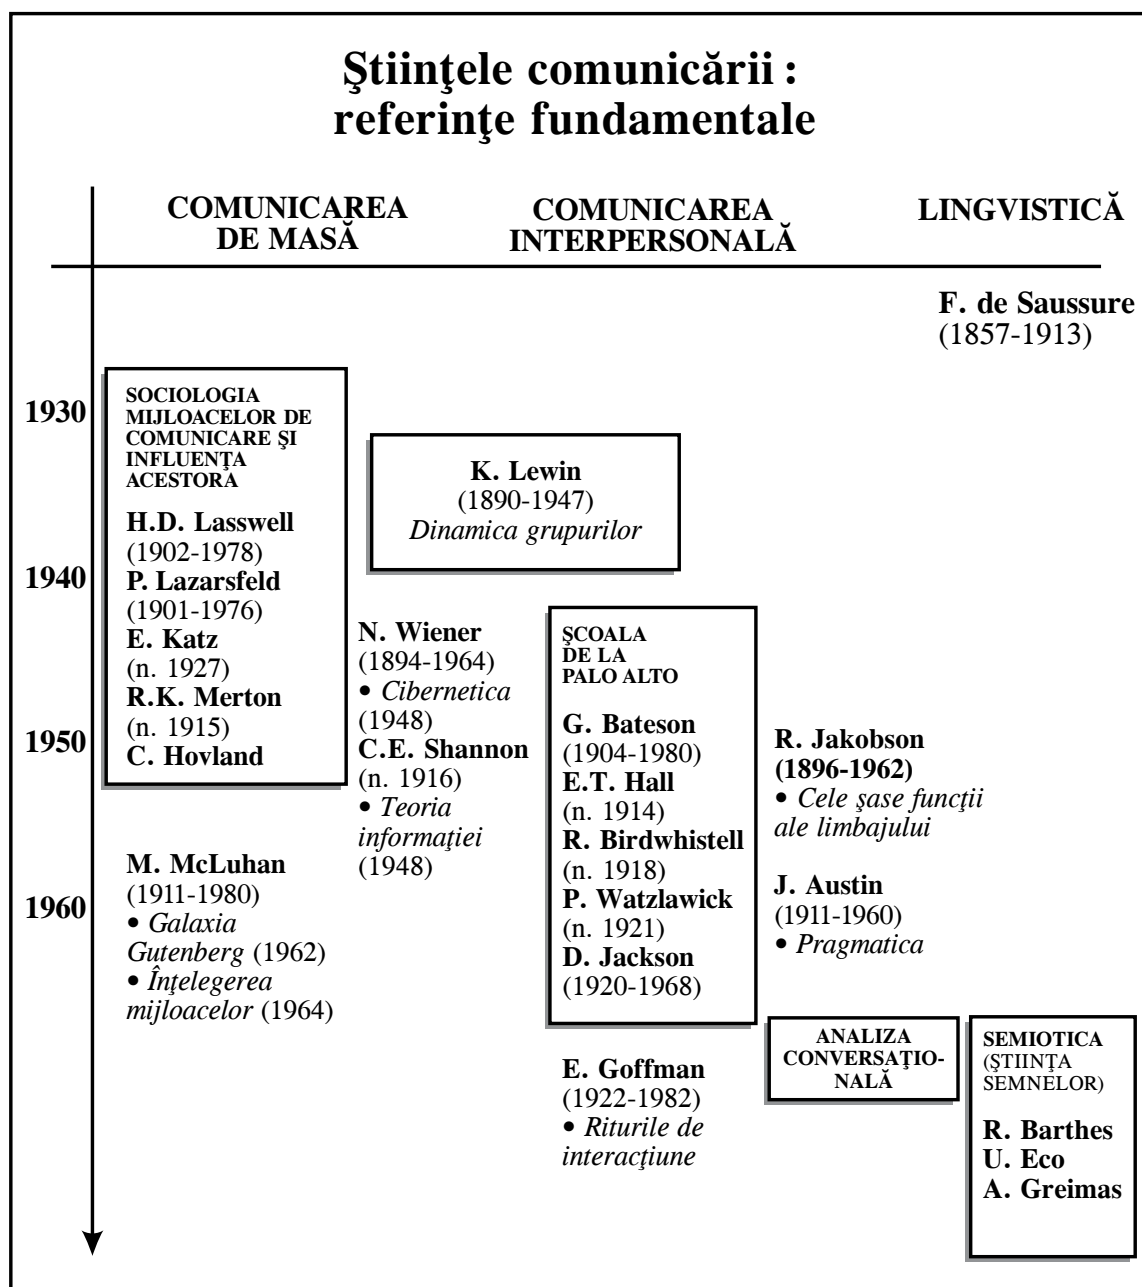 Ştiinţele comunicării :
referinţe fundamentale
COMUNICAREA
DE MASĂ
COMUNICAREA
INTERPERSONALĂ
LINGVISTICĂ
F. de Saussure
(1857-1913)
1930
1940
1950
1960
SOCIOLOGIA
MIJLOACELOR DE
COMUNICARE ŞI
INFLUENŢA
ACESTORA
H.D. Lasswell
(1902-1978)
P. Lazarsfeld
(1901-1976)
E. Katz
(n. 1927)
R.K. Merton
(n. 1915)
C. Hovland
M. McLuhan
(1911-1980)
• Galaxia
Gutenberg (1962)
• Înţelegerea
mijloacelor (1964)
K. Lewin
(1890-1947)
Dinamica grupurilor
N. Wiener
(1894-1964)
• Cibernetica
(1948)
C.E. Shannon
(n. 1916)
• Teoria
informaţiei
(1948)
ŞCOALA
DE LA
PALO ALTO
G. Bateson
(1904-1980)
E.T. Hall
(n. 1914)
R. Birdwhistell
(n. 1918)
P. Watzlawick
(n. 1921)
D. Jackson
(1920-1968)
E. Goffman
(1922-1982)
• Riturile de
interacţiune
R. Jakobson
(1896-1962)
• Cele şase funcţii
ale limbajului
J. Austin
(1911-1960)
• Pragmatica
ANALIZA
CONVERSAŢIO-
NALĂ
SEMIOTICA
(ŞTIINŢA
SEMNELOR)
R. Barthes
U. Eco
A. Greimas